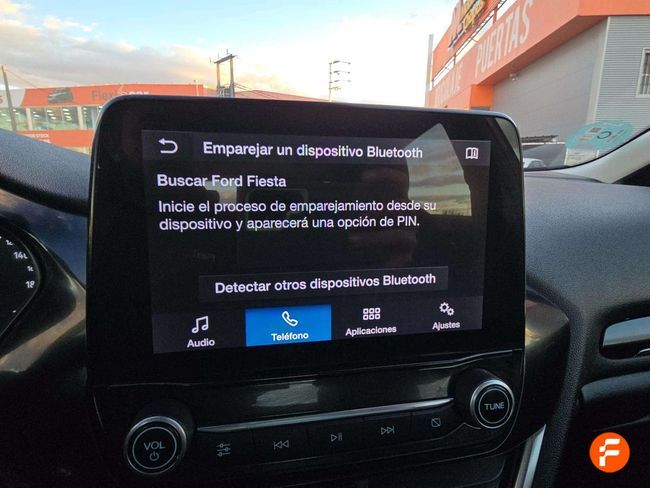 PUERTAS
Emparejar un dispositivo Bluetooth
Buscar Ford Fiesta
Inicie el proceso de emparejamiento desde su
dispositivo y aparecerá una opción de PIN.
Detectar otros dispositivos Bluetooth
Audio
Teléfono
Aplicaciones
Ajustes
VOL
TUNE